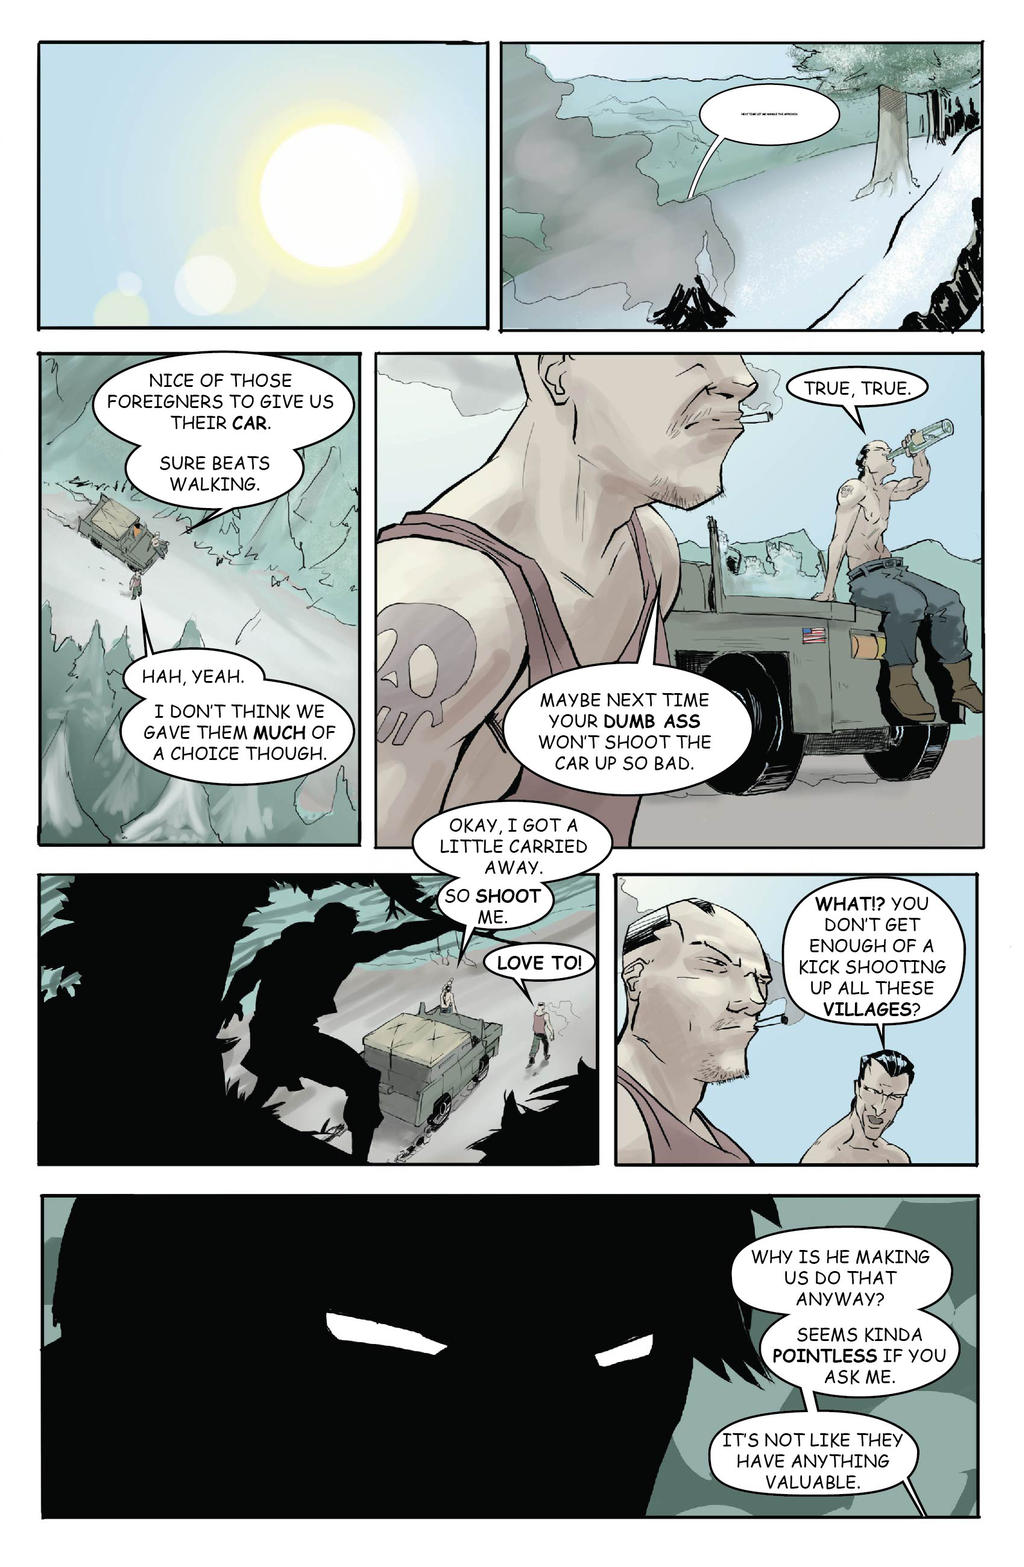 NICE OF THOSE
FOREIGNERS TO GIVE US
THEIR CAR.
SURE BEATS
WALKING.
HAH, YEAH.
I DON'T THINK WE
GAVE THEM MUCH OF
A CHOICE THOUGH.
TRUE, TRUE.
MAYBE NEXT TIME
YOUR DUMB ASS
WON'T SHOOT THE
CAR UP SO BAD.
OKAY, I GOT A
LITTLE CARRIED
AWAY.
SO SHOOT
ME.
LOVE TO!
WHAT!? YOU
DON'T GET
ENOUGH OF A
KICK SHOOTING
UP ALL THESE
VILLAGES?
WHY IS HE MAKING
US DO THAT
ANYWAY?
SEEMS KINDA
POINTLESS IF YOU
ASK ME.
IT'S NOT LIKE THEY
HAVE ANYTHING
VALUABLE.